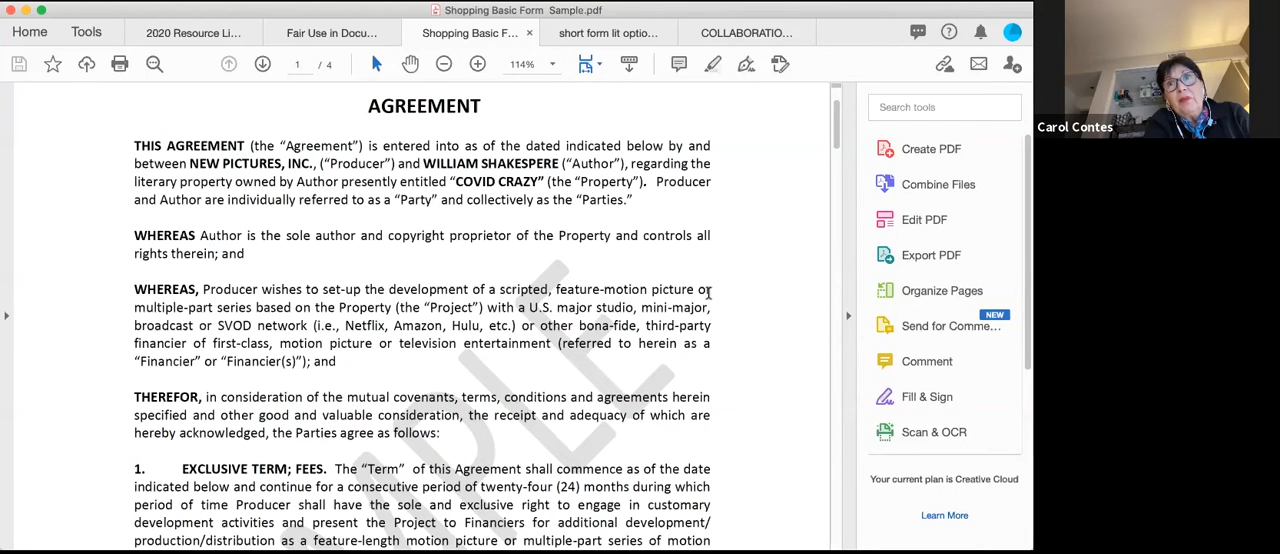 Shopping Basic Form Sample.pdf
Home Tools 2020 Resource Li... Fair Use in Docu... Shopping Basic F... × short form lit optio... COLLABORATIO... ?
1 / 4 114%
AGREEMENT
THIS AGREEMENT (the “Agreement”) is entered into as of the dated indicated below by and
between NEW PICTURES, INC., (“Producer”) and WILLIAM SHAKESPERE (“Author”), regarding the
literary property owned by Author presently entitled “COVID CRAZY” (the “Property”). Producer
and Author are individually referred to as a “Party” and collectively as the “Parties.”
WHEREAS Author is the sole author and copyright proprietor of the Property and controls all
rights therein; and
WHEREAS, Producer wishes to set-up the development of a scripted, feature-motion picture or
multiple-part series based on the Property (the “Project”) with a U.S. major studio, mini-major,
broadcast or SVOD network (i.e., Netflix, Amazon, Hulu, etc.) or other bona-fide, third-party
financier of first-class, motion picture or television entertainment (referred to herein as a
“Financier” or “Financier(s)”); and
THEREFOR, in consideration of the mutual covenants, terms, conditions and agreements herein
specified and other good and valuable consideration, the receipt and adequacy of which are
hereby acknowledged, the Parties agree as follows:
1. EXCLUSIVE TERM; FEES. The “Term” of this Agreement shall commence as of the date
indicated below and continue for a consecutive period of twenty-four (24) months during which
period of time Producer shall have the sole and exclusive right to engage in customary
development activities and present the Project to Financiers for additional development/
production/distribution as a feature-length motion picture or multiple-part series of motion
SAMPLE
Search tools
Create PDF
Combine Files
Edit PDF
Export PDF
Organize Pages
NEW
Send for Comme...
Comment
Fill & Sign
Scan & OCR
Your current plan is Creative Cloud
Learn More
Carol Contes